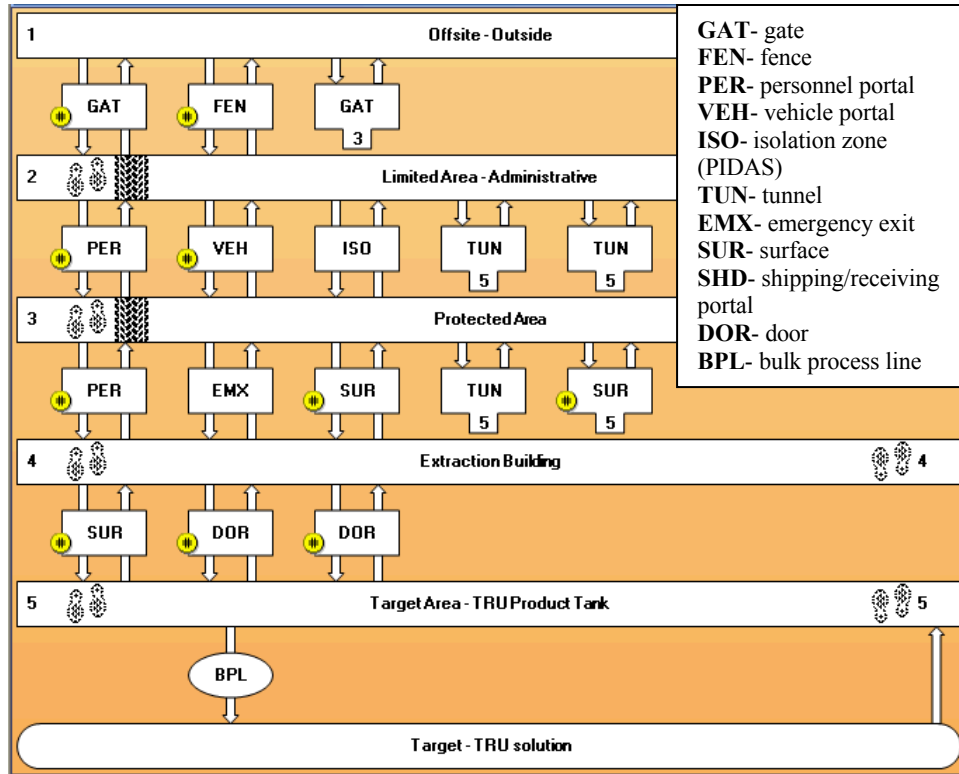 1 Offsite - Outside
GAT FEN GAT
3
2 Limited Area - Administrative
PER VEH ISO TUN TUN
5 5
3 Protected Area
PER EMX SUR TUN SUR
5 5
4 Extraction Building 4
SUR DOR DOR
5 Target Area - TRU Product Tank 5
BPL
Target - TRU solution
GAT- gate
FEN- fence
PER- personnel portal
VEH- vehicle portal
ISO- isolation zone
(PIDAS)
TUN- tunnel
EMX- emergency exit
SUR- surface
SHD- shipping/receiving
portal
DOR- door
BPL- bulk process line